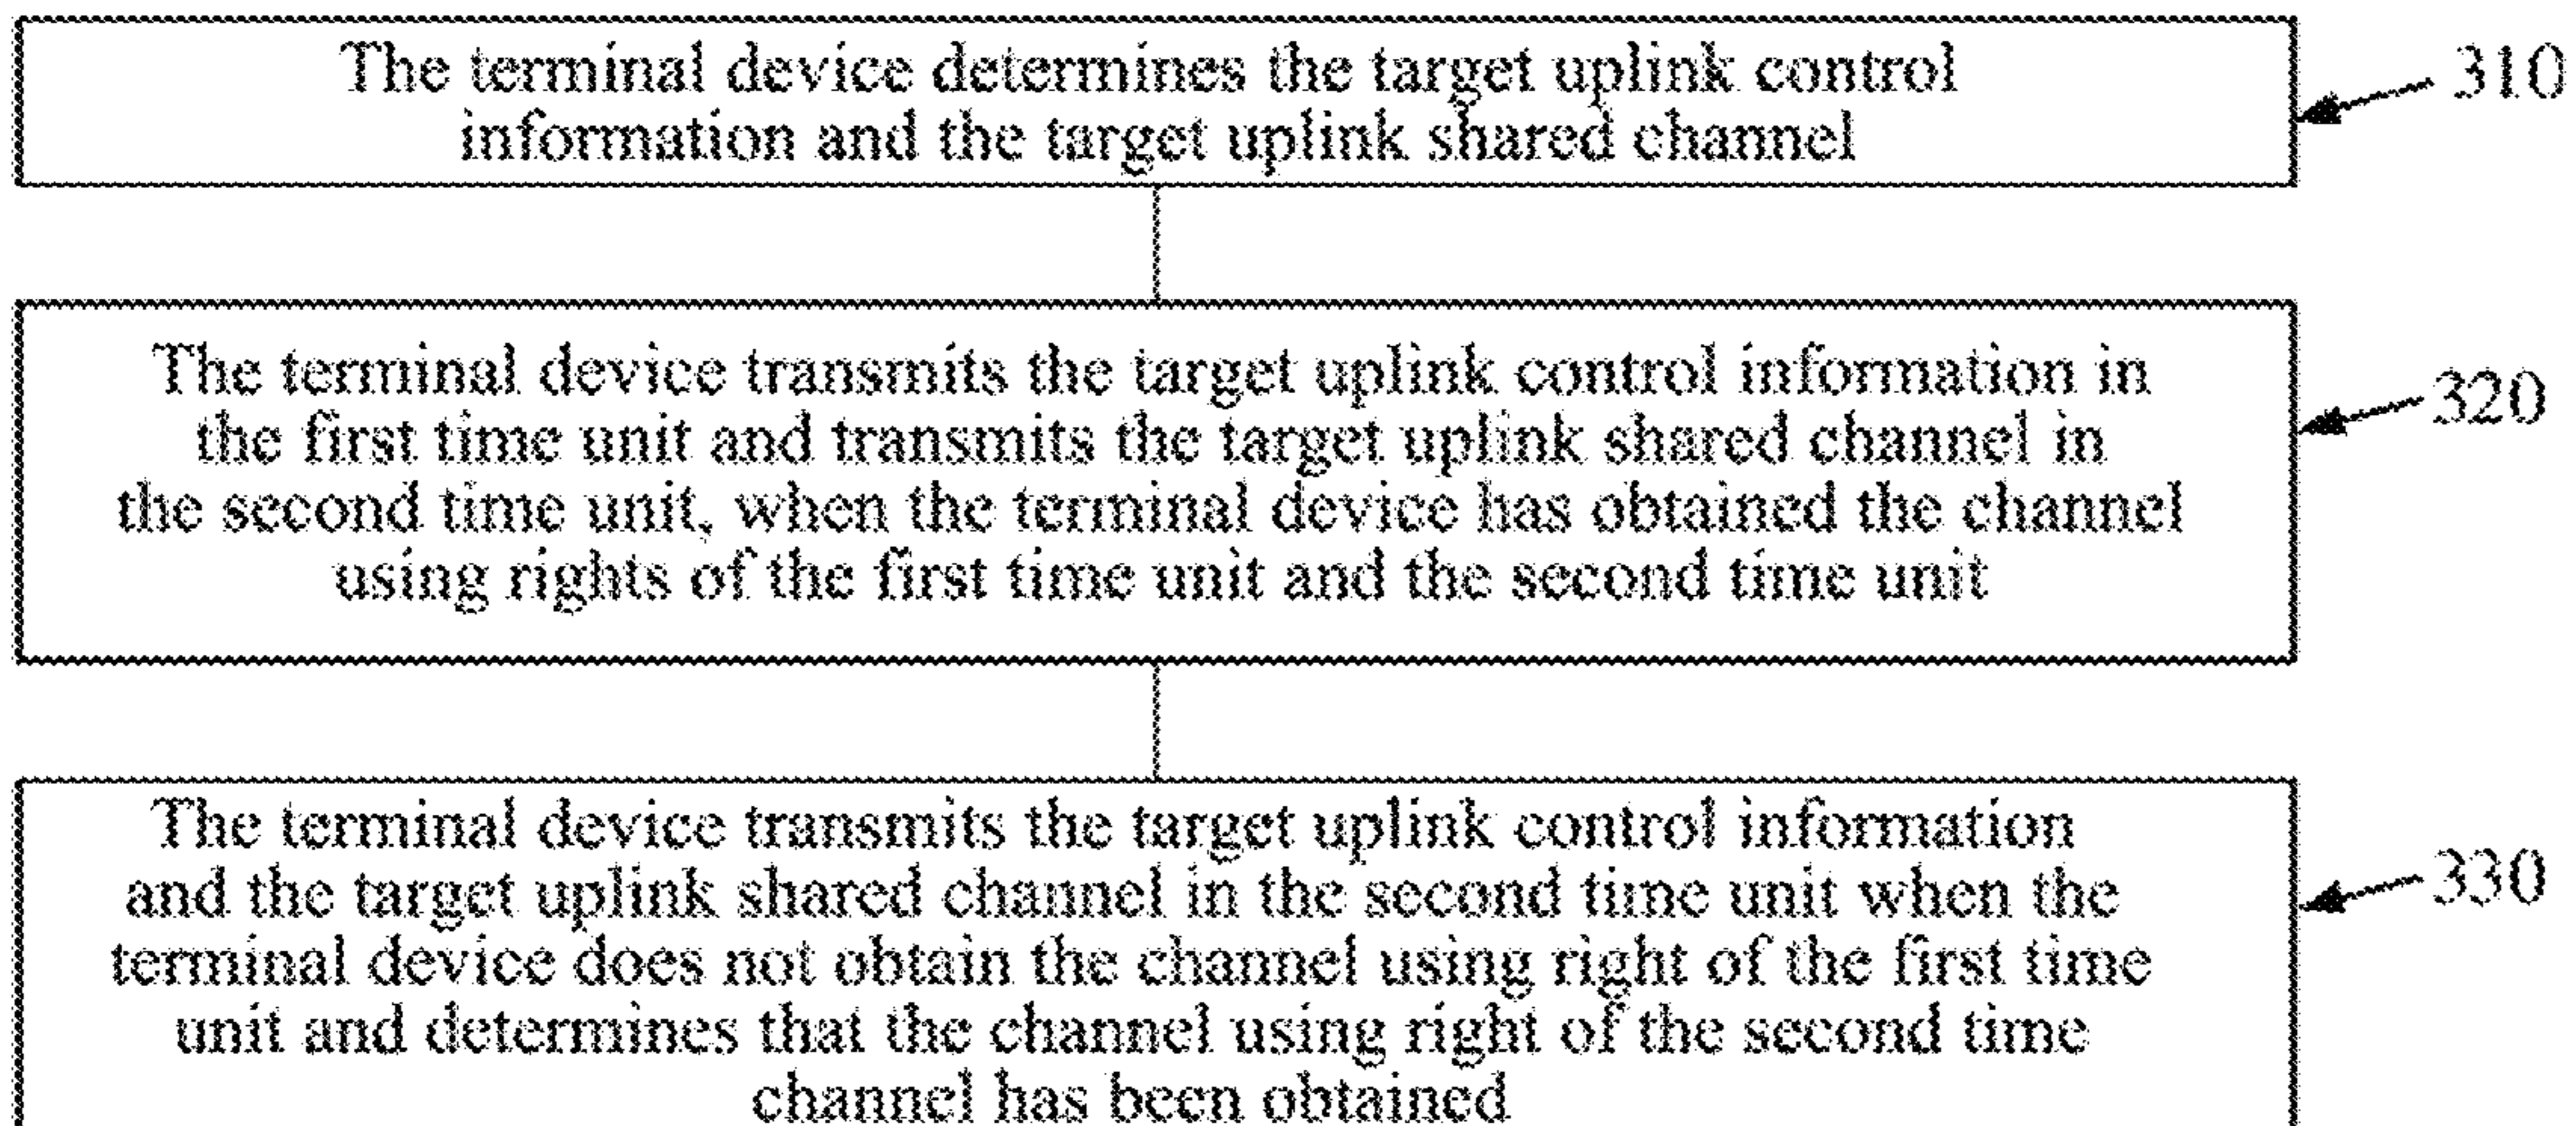 The terminal device determines the target uplink control
information and the target uplink shared channel
310
The terminal device transmits the target uplink control information in
the first time unit and transmits the target uplink shared channel in
the second time unit, when the terminal device has obtained the channel
using rights of the first time unit and the second time unit
320
The terminal device transmits the target uplink control information
and the target uplink shared channel in the second time unit when the
terminal device does not obtain the channel using right of the first time
unit and determines that the channel using right of the second time
channel has been obtained
330